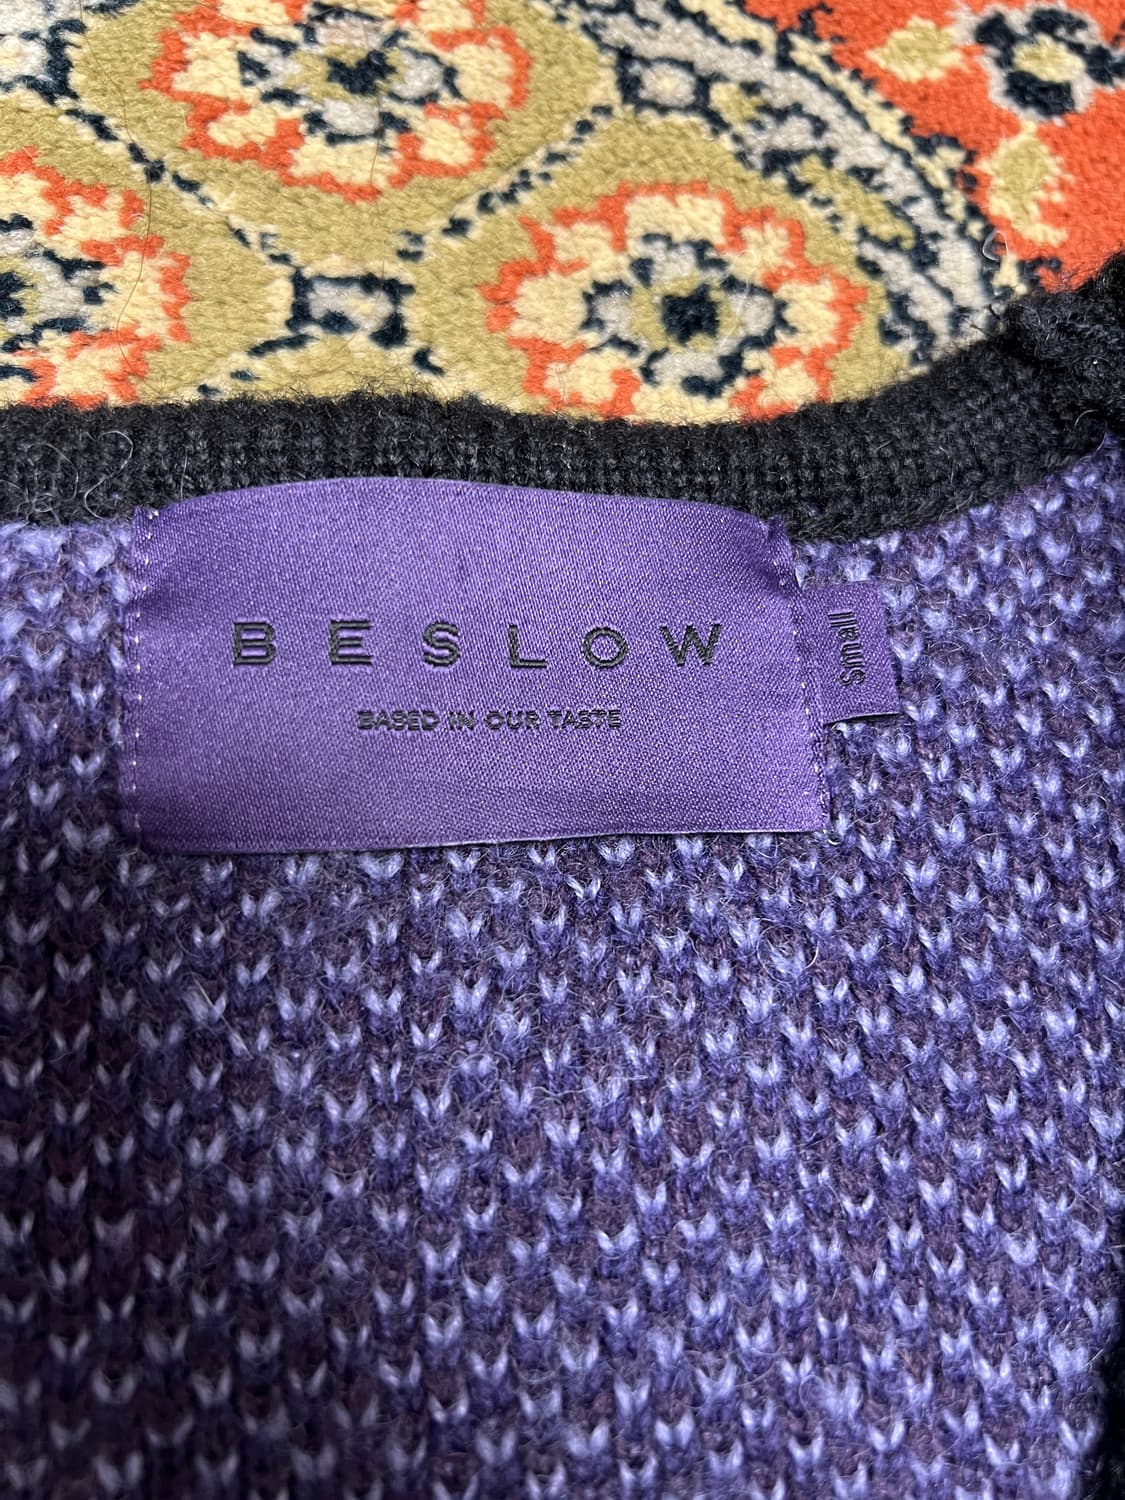 BESLOW
BASED IN OUR TASTE
Small